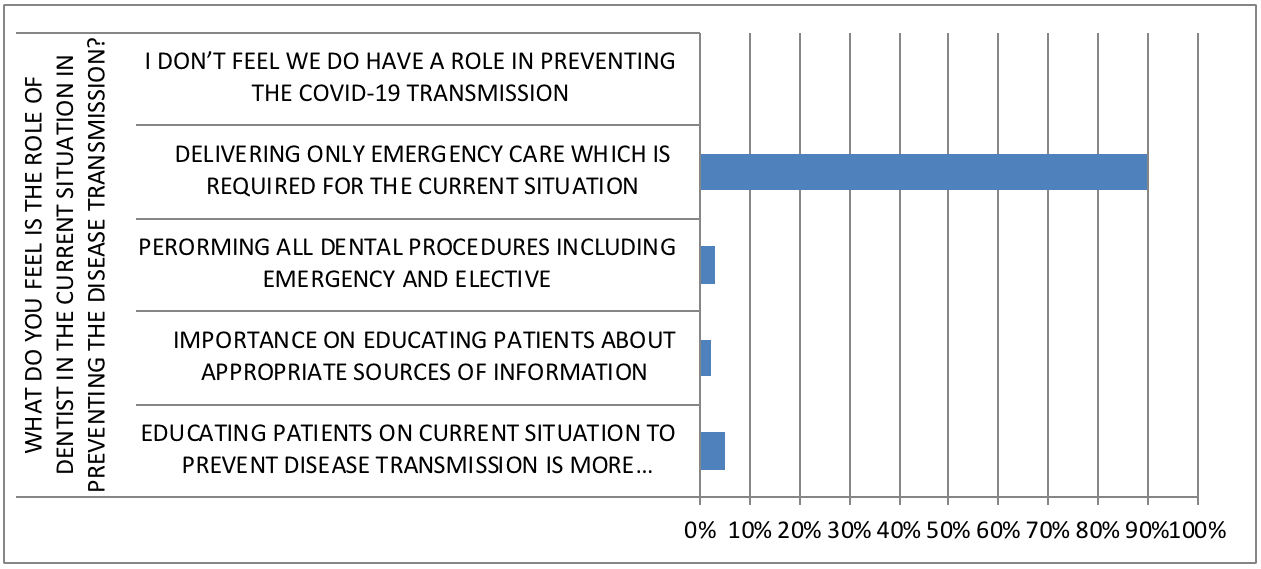 WHAT DO YOU FEEL IS THE ROLE OF
DENTIST IN THE CURRENT SITUATION IN
PREVENTING THE DISEASE TRANSMISSION?
I DON’T FEEL WE DO HAVE A ROLE IN PREVENTING
THE COVID-19 TRANSMISSION
DELIVERING ONLY EMERGENCY CARE WHICH IS
REQUIRED FOR THE CURRENT SITUATION
PERORMING ALL DENTAL PROCEDURES INCLUDING
EMERGENCY AND ELECTIVE
IMPORTANCE ON EDUCATING PATIENTS ABOUT
APPROPRIATE SOURCES OF INFORMATION
EDUCATING PATIENTS ON CURRENT SITUATION TO
PREVENT DISEASE TRANSMISSION IS MORE…
0% 10% 20% 30% 40% 50% 60% 70% 80% 90% 100%